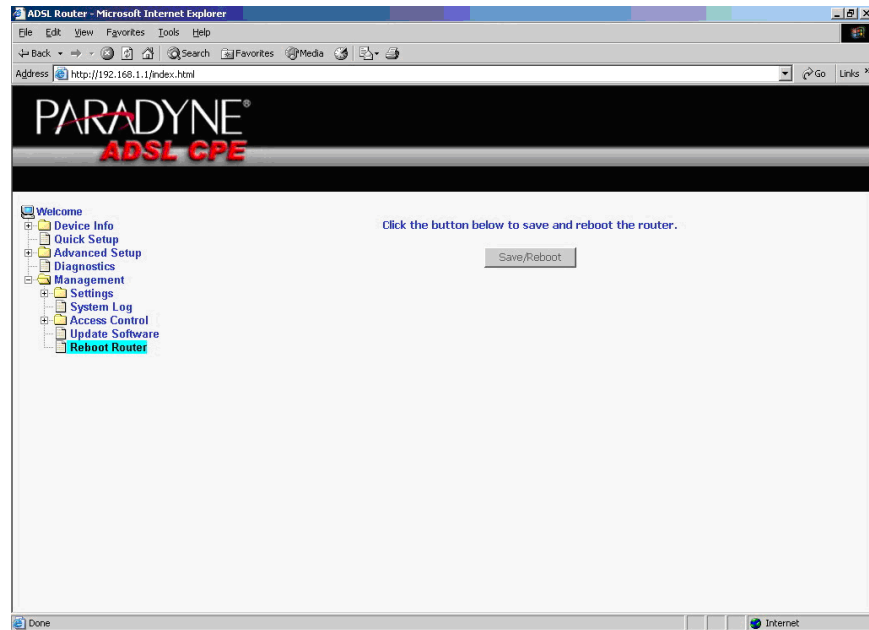 ADSL Router - Microsoft Internet Explorer
File Edit View Favorites Tools Help
Back Search Favorites Media
Address http://192.168.1.1/index.html Go Links »
PARADYNE®
ADSL CPE
Welcome
Device Info
Quick Setup
Advanced Setup
Diagnostics
Management
Settings
System Log
Access Control
Update Software
Reboot Router
Click the button below to save and reboot the router.
Save/Reboot
Done Internet